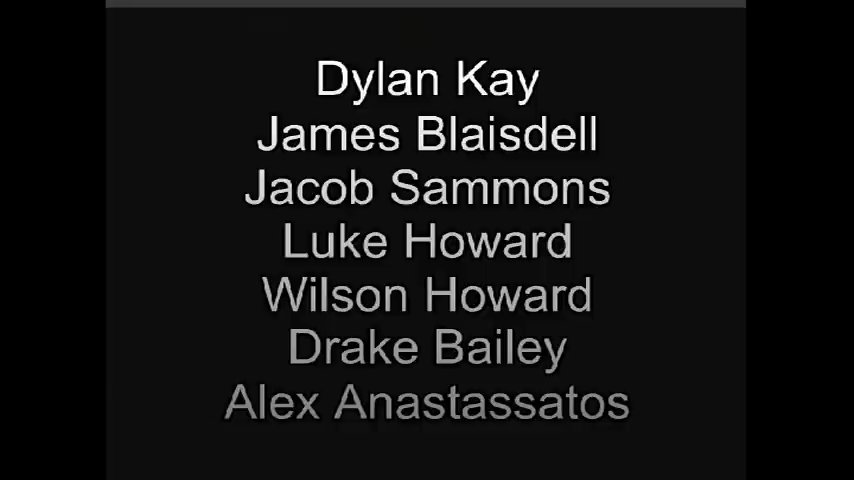 Dylan Kay
James Blaisdell
Jacob Sammons
Luke Howard
Wilson Howard
Drake Bailey
Alex Anastassatos